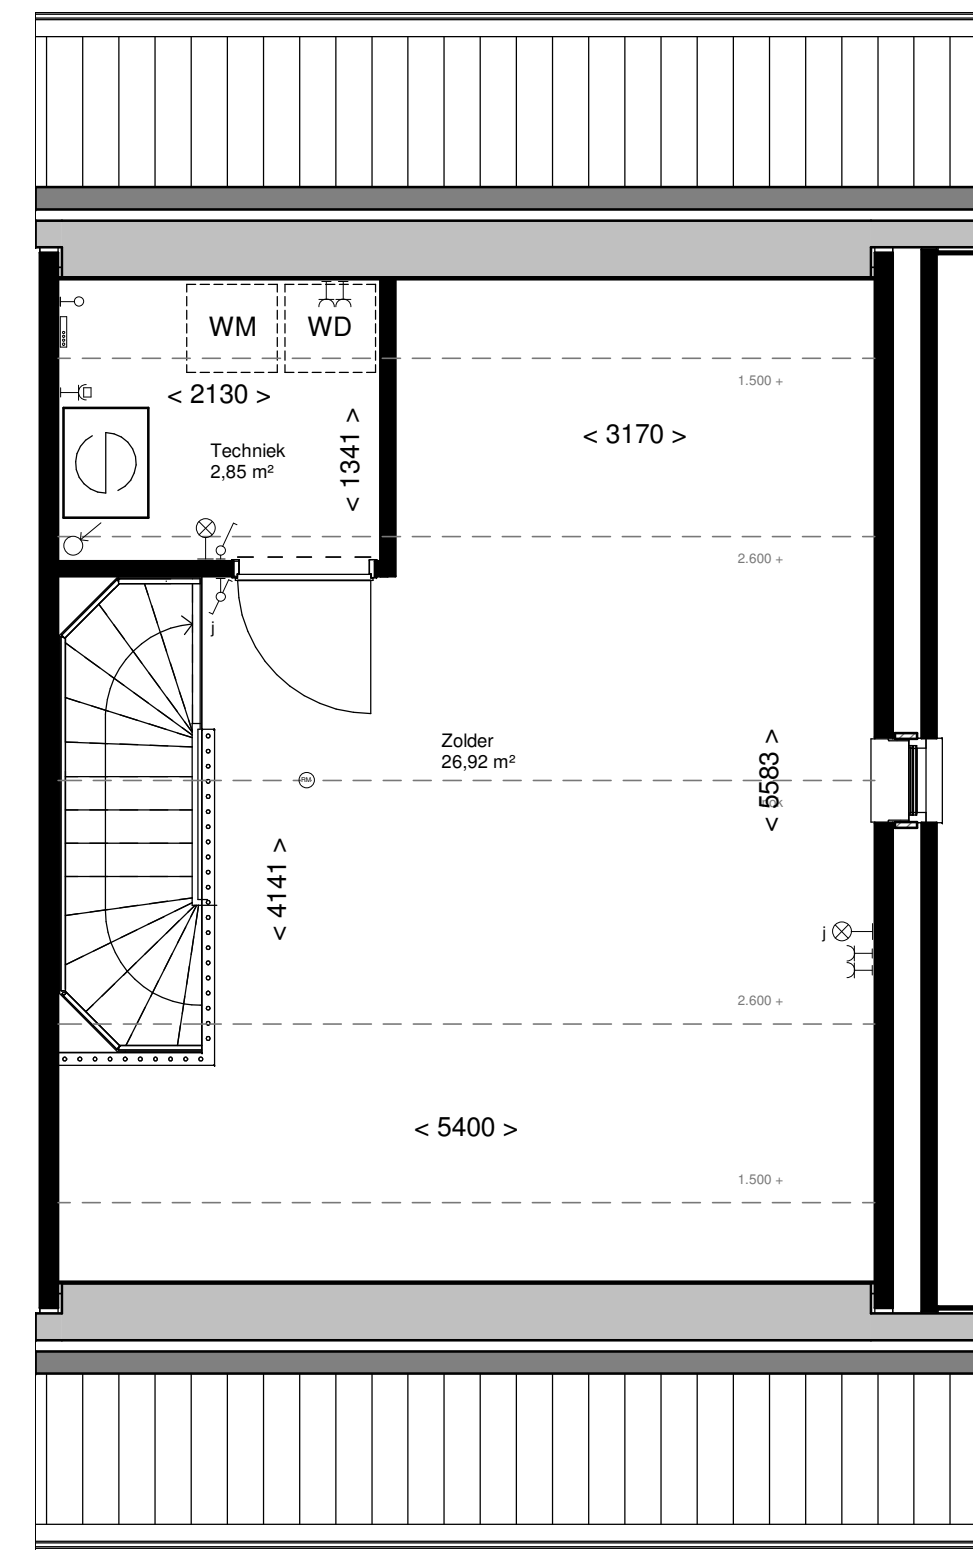 WM
WD
1.500 +
< 2130 >
< 1341 >
< 3170 >
Techniek
2,85 m²
2.600 +
j
Zolder
26,92 m²
< 5583 >
RM
< 4141 >
j
2.600 +
< 5400 >
1.500 +